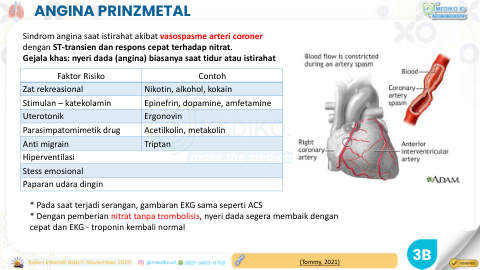 ANGINA PRINZMETAL
Sindrom angina saat istirahat akibat vasospasme arteri coroner
dengan ST-transien dan respons cepat terhadap nitrat.
Gejala khas: nyeri dada (angina) biasanya saat tidur atau istirahat
Faktor Risiko Contoh
Zat rekreasional Nikotin, alkohol, kokain
Stimulan – katekolamin Epinefrin, dopamine, amfetamine
Uterotonik Ergonovin
Parasimpatomimetik drug Acetilkolin, metakolin
Anti migrain Triptan
Hiperventilasi
Stess emosional
Paparan udara dingin
Blood flow is constricted
during an artery spasm
Blood
Coronary
artery
spasm
Right
coronary
artery
Anterior
interventricular
artery
ADAM.
* Pada saat terjadi serangan, gambaran EKG sama seperti ACS
* Dengan pemberian nitrat tanpa trombolisis, nyeri dada segera membaik dengan
cepat dan EKG - troponin kembali normal
(Tommy, 2021)
3B